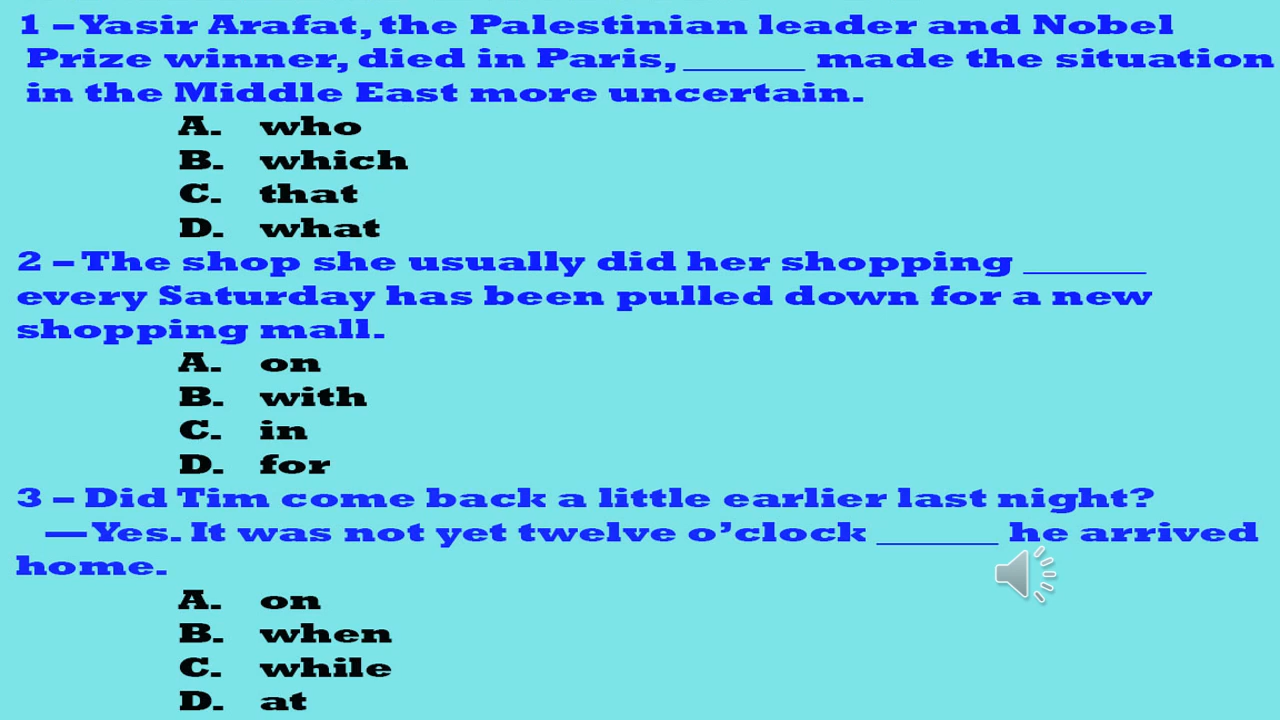 1 – Yasir Arafat, the Palestinian leader and Nobel
Prize winner, died in Paris, ______ made the situation
in the Middle East more uncertain.
A. who
B. which
C. that
D. what
2 – The shop she usually did her shopping ______
every Saturday has been pulled down for a new
shopping mall.
A. on
B. with
C. in
D. for
3 – Did Tim come back a little earlier last night?
— Yes. It was not yet twelve o’clock ______ he arrived
home.
A. on
B. when
C. while
D. at